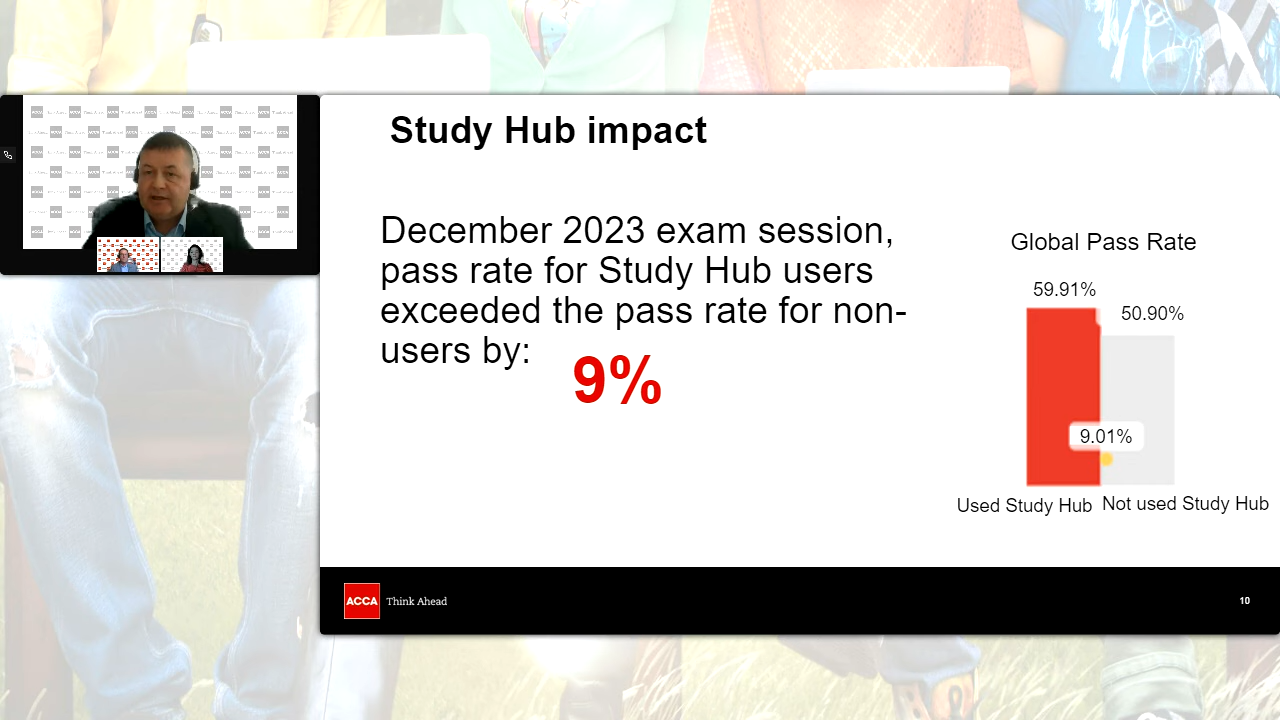 Study Hub impact
December 2023 exam session,
pass rate for Study Hub users
exceeded the pass rate for non-
users by:
9%
Global Pass Rate
59.91%
50.90%
9.01%
Used Study Hub
Not used Study Hub
ACCA Think Ahead
10